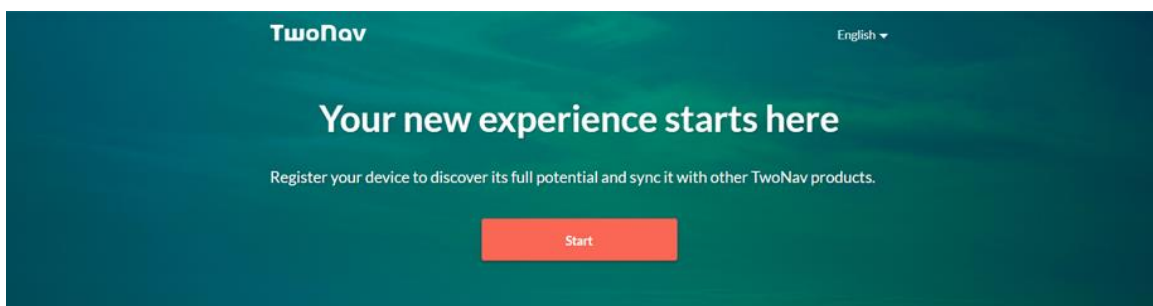 TwoNav
English
Your new experience starts here
Register your device to discover its full potential and sync it with other TwoNav products.
Start